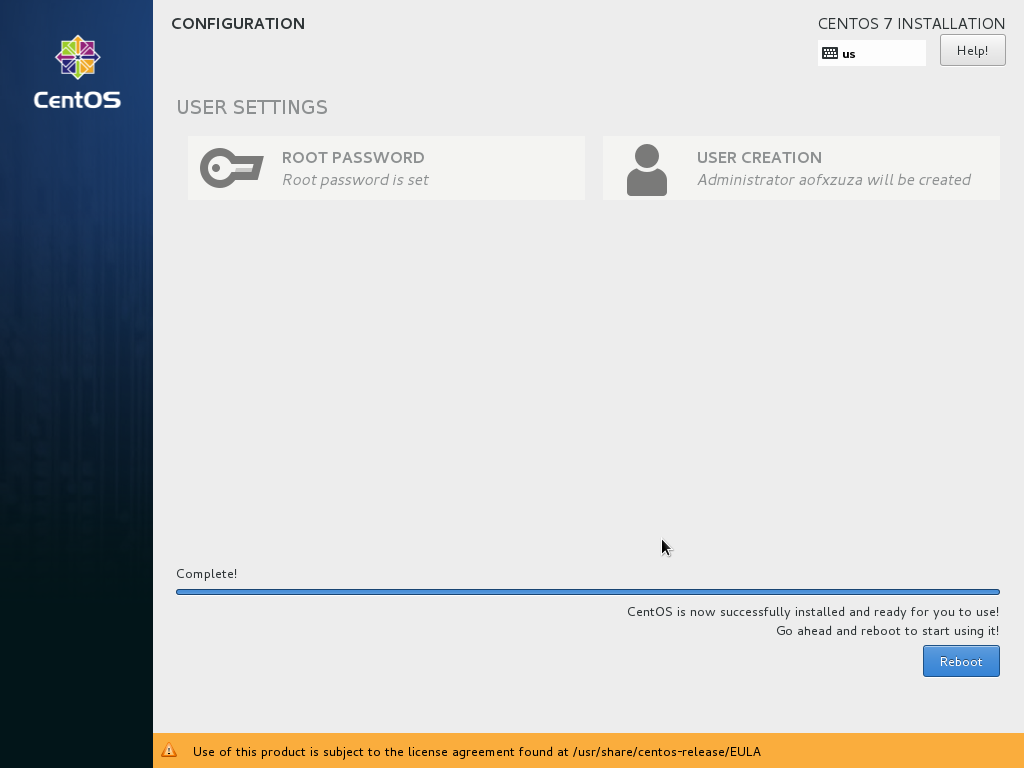 CONFIGURATION
CENTOS 7 INSTALLATION
us
Help!
CentOS
USER SETTINGS
ROOT PASSWORD
Root password is set
USER CREATION
Administrator aofxzuza will be created
Complete!
CentOS is now successfully installed and ready for you to use!
Go ahead and reboot to start using it!
Reboot
Use of this product is subject to the license agreement found at /usr/share/centos-release/EULA